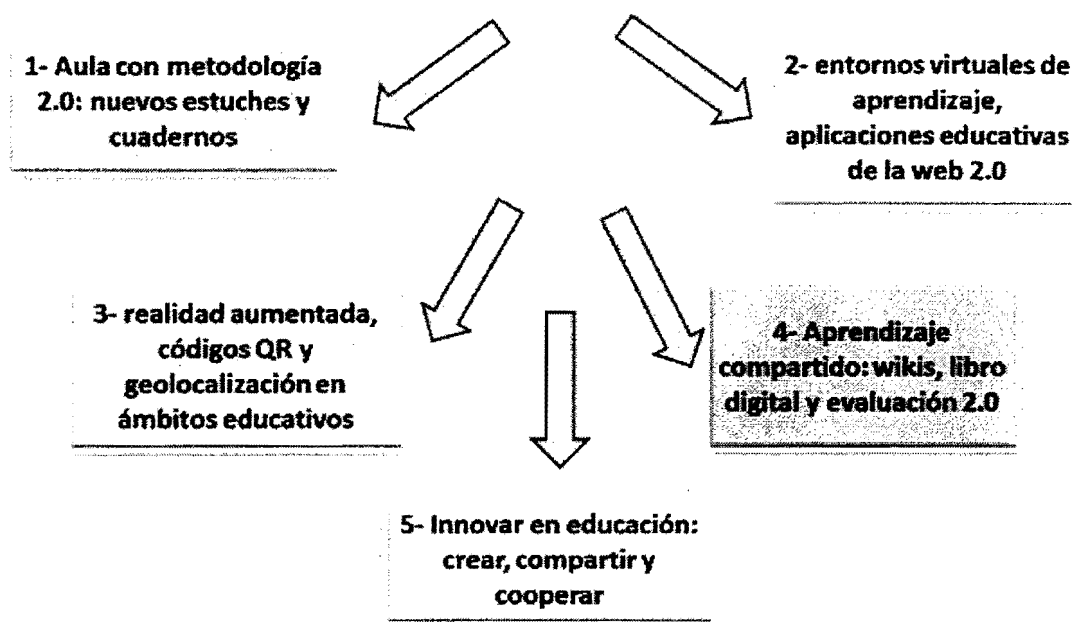 1- Aula con metodología
2.0: nuevos estuches y
cuadernos
2- entornos virtuales de
aprendizaje,
aplicaciones educativas
de la web 2.0
3- realidad aumentada,
códigos QR y
geolocalización en
ámbitos educativos
4- Aprendizaje
compartido: wikis, libro
digital y evaluación 2.0
5- Innovar en educación:
crear, compartir y
cooperar